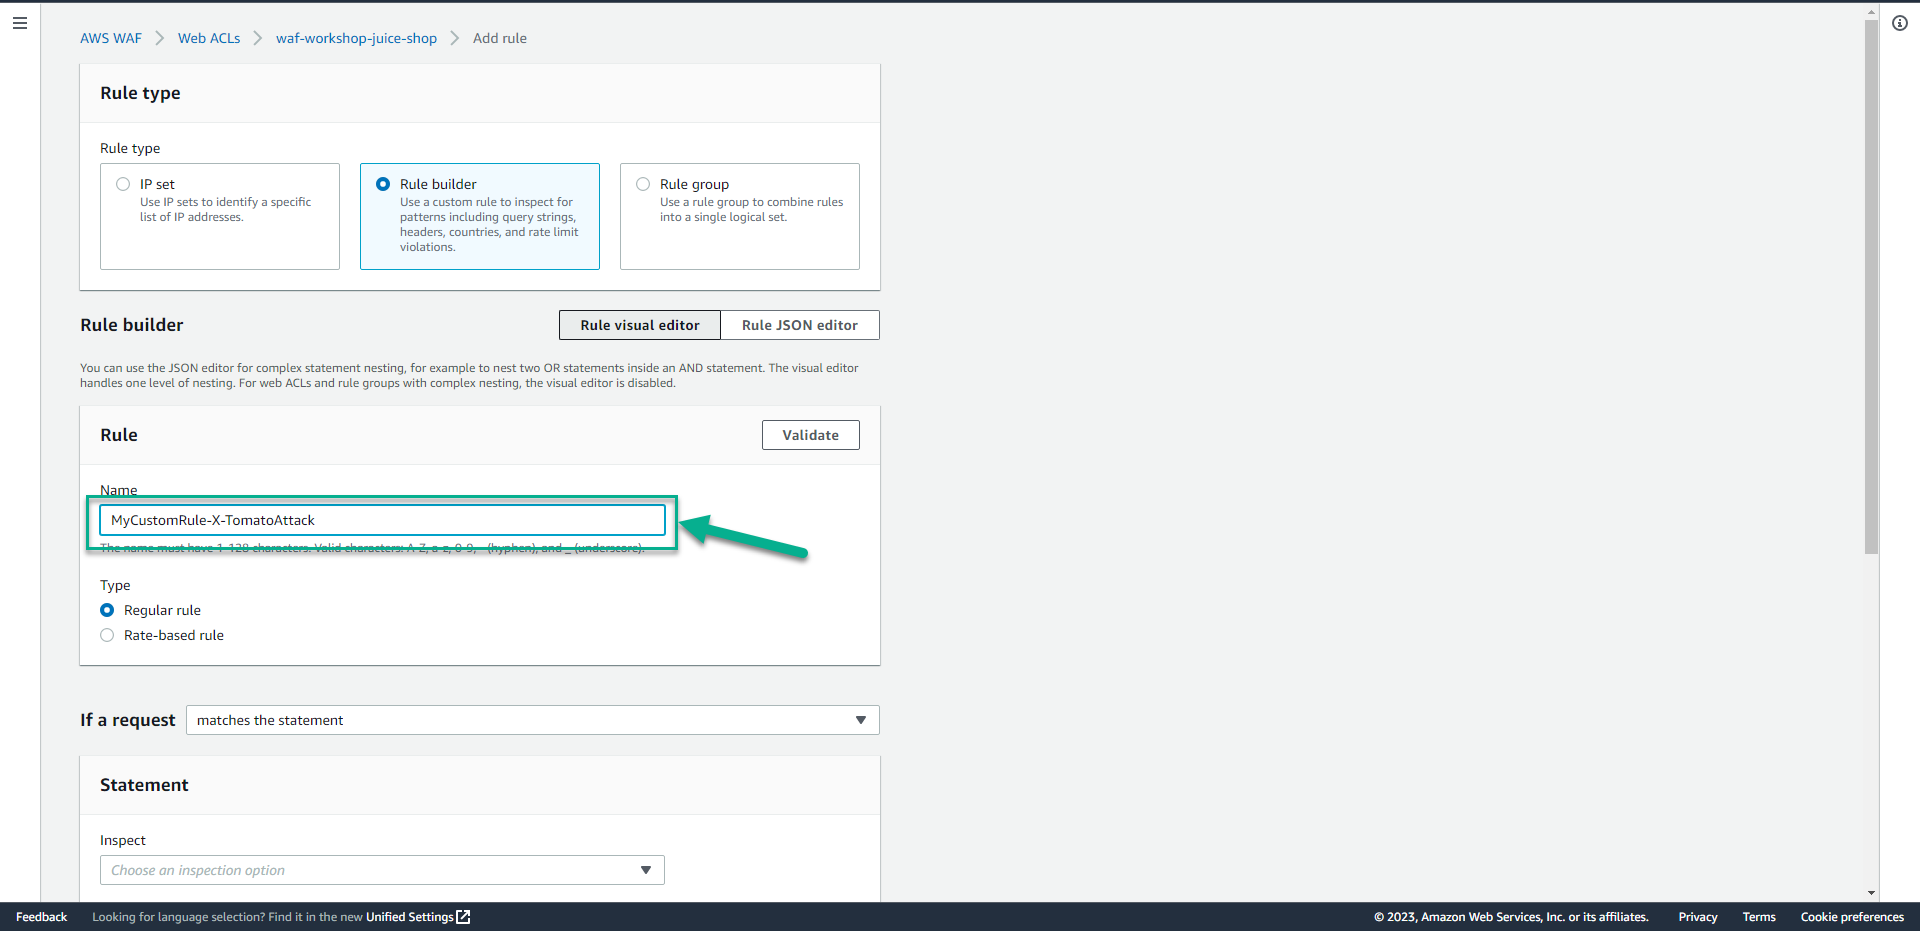 AWS WAF > Web ACLs > waf-workshop-juice-shop > Add rule
Rule type
Rule type
IP set
Use IP sets to identify a specific
list of IP addresses.
Rule builder
Use a custom rule to inspect for
patterns including query strings,
headers, countries, and rate limit
violations.
Rule group
Use a rule group to combine rules
into a single logical set.
Rule builder
Rule visual editor
Rule JSON editor
You can use the JSON editor for complex statement nesting, for example to nest two OR statements inside an AND statement. The visual editor
handles one level of nesting. For web ACLs and rule groups with complex nesting, the visual editor is disabled.
Rule
Validate
Name
MyCustomRule-X-TomatoAttack
The name must have 1-128 characters. Valid characters: A-Z, a-z, 0-9, - (hyphen), and _ (underscore).
Type
Regular rule
Rate-based rule
If a request
matches the statement
Statement
Inspect
Choose an inspection option
Feedback
Looking for language selection? Find it in the new Unified Settings
© 2023, Amazon Web Services, Inc. or its affiliates.
Privacy
Terms
Cookie preferences